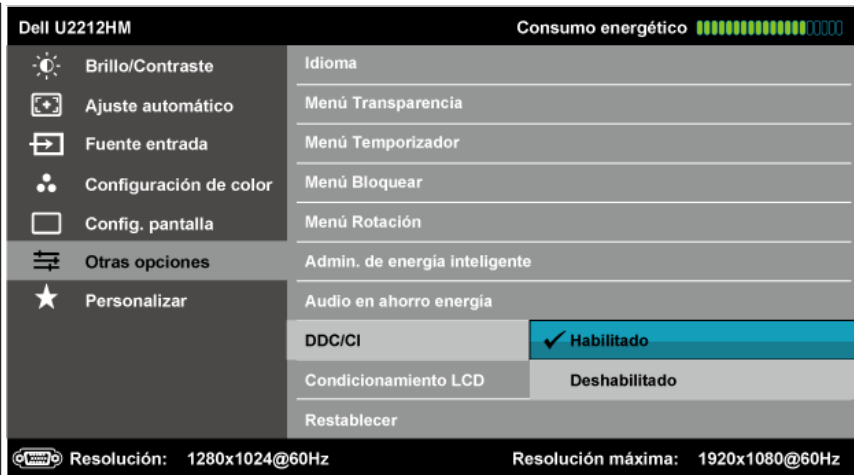 Dell U2212HM Consumo energético
Brillo/Contraste
Ajuste automático
Fuente entrada
Configuración de color
Config. pantalla
Otras opciones
Personalizar
Idioma
Menú Transparencia
Menú Temporizador
Menú Bloquear
Menú Rotación
Admin. de energía inteligente
Audio en ahorro energía
DDC/CI Habilitado
Condicionamiento LCD Deshabilitado
Restablecer
Resolución: 1280x1024@60Hz Resolución máxima: 1920x1080@60Hz